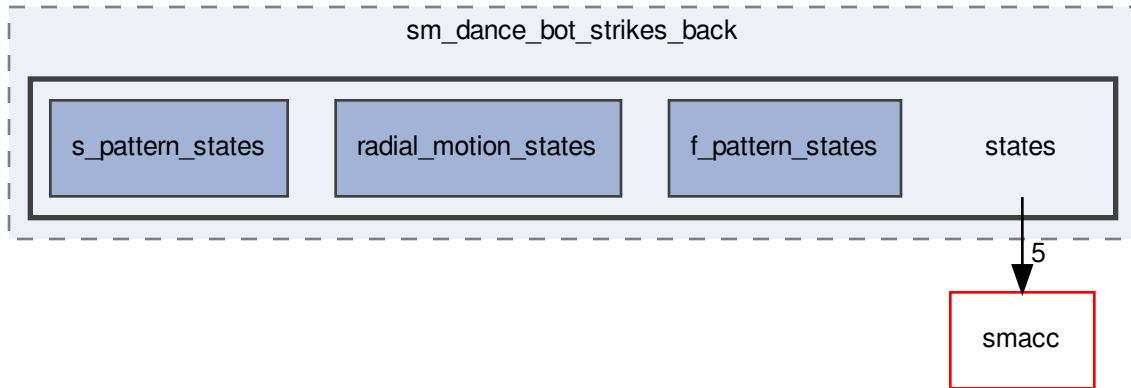 sm_dance_bot_strikes_back
s_pattern_states
radial_motion_states
f_pattern_states
states
5
smacc